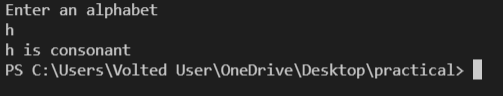 Enter an alphabet
h
h is consonant
PS C:\Users\Volted User\OneDrive\Desktop\practical>